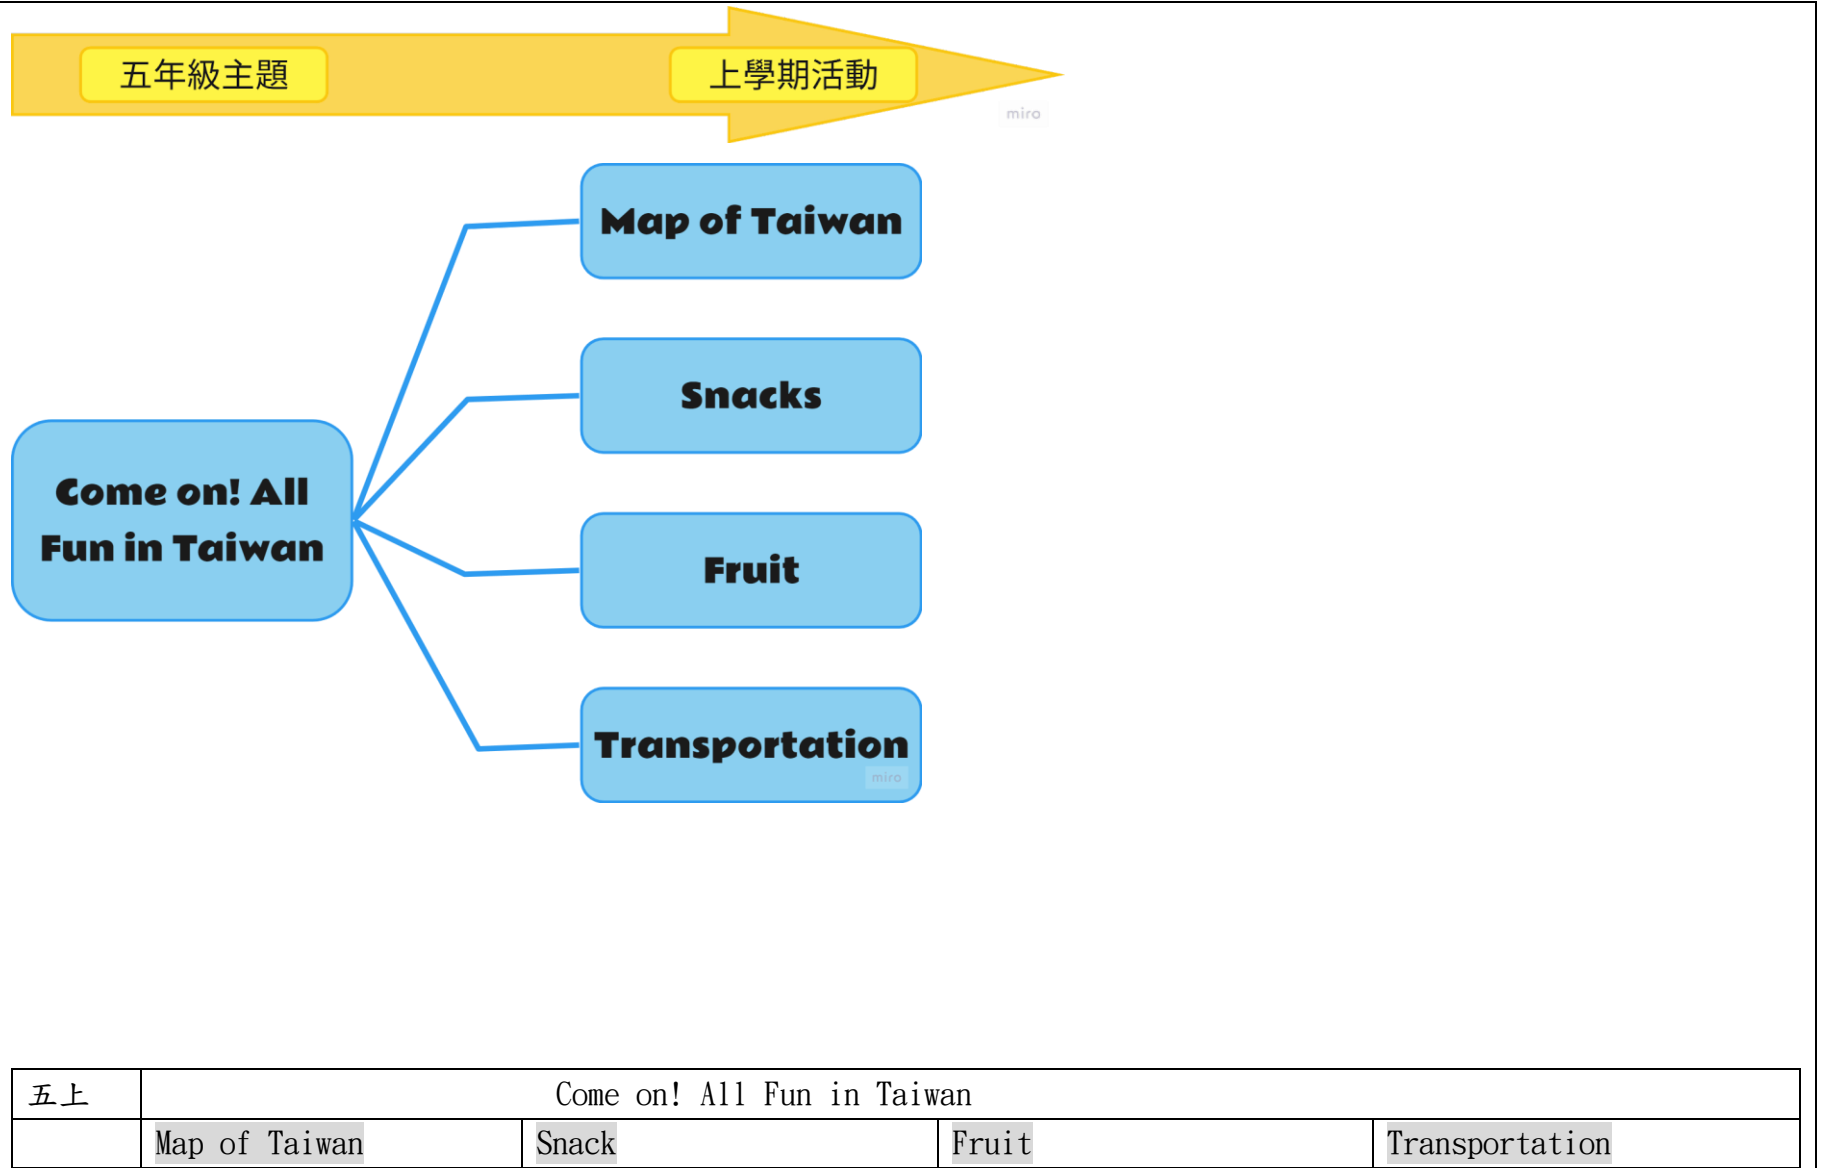 五年級主題
上學期活動
miro
Map of Taiwan
Snacks
Come on! All
Fun in Taiwan
Fruit
Transportation
miro
五上
Come on! All Fun in Taiwan
Map of Taiwan
Snack
Fruit
Transportation